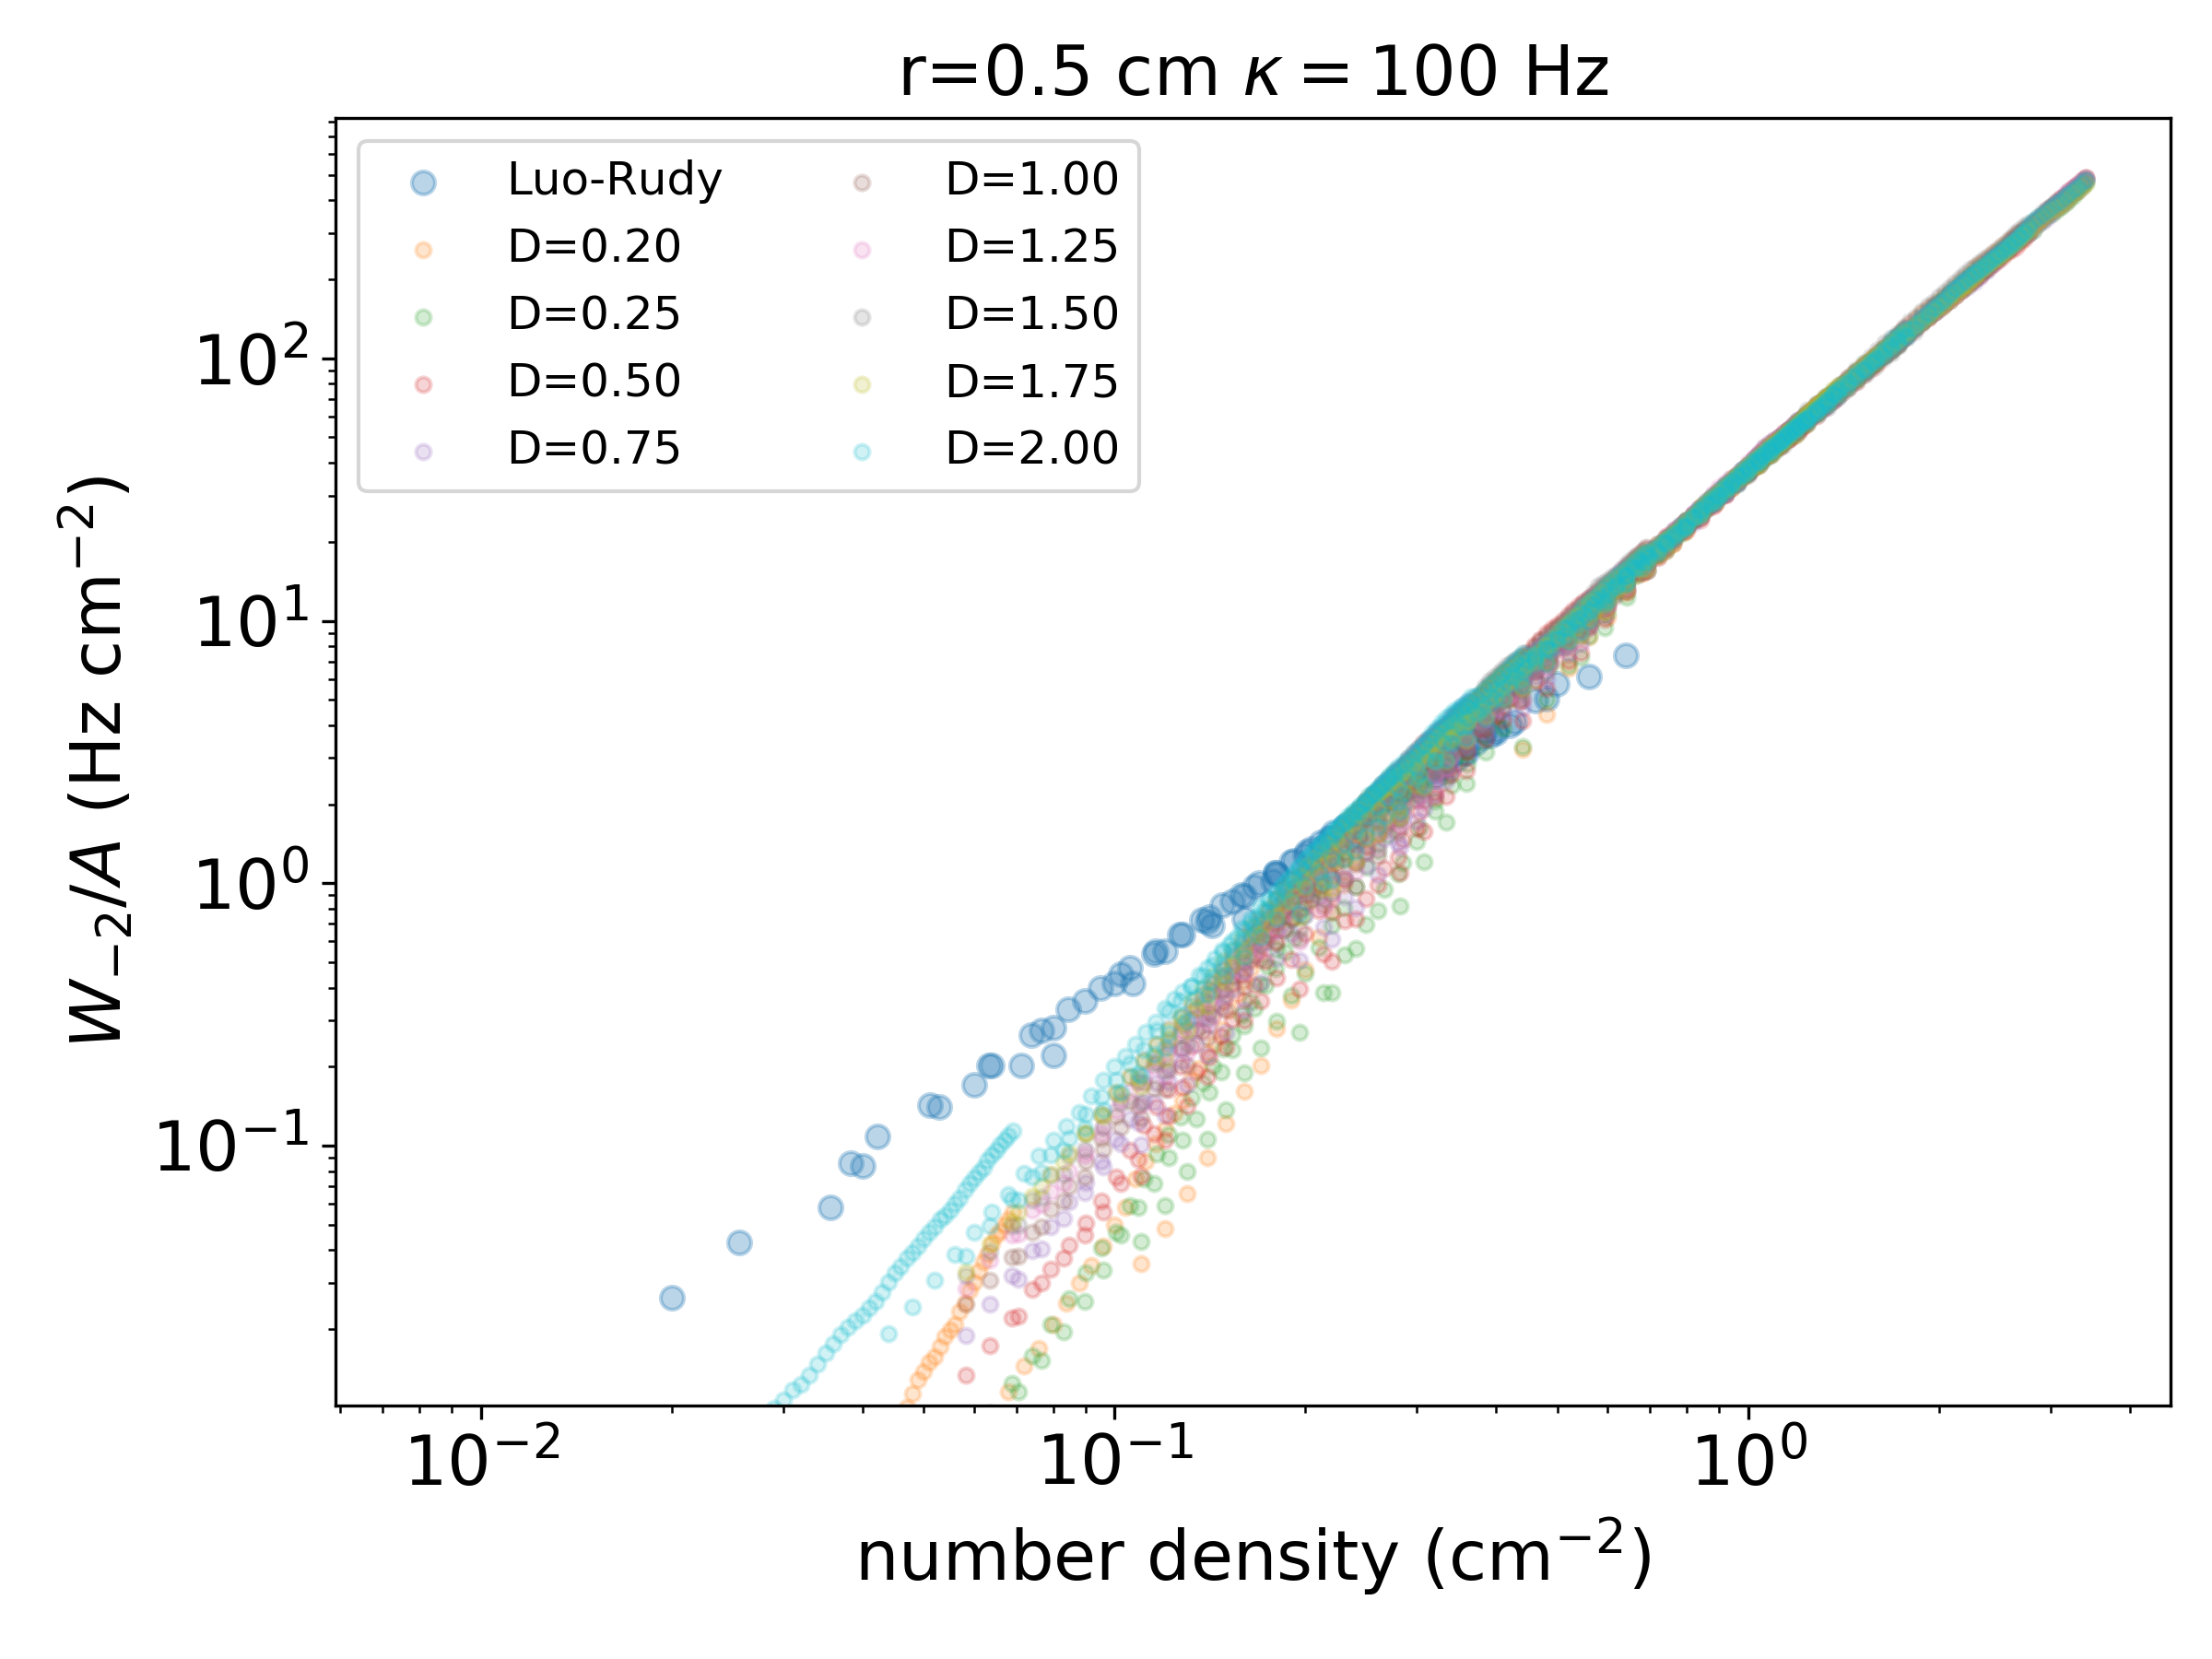 r=0.5 cm κ = 100 Hz
Luo-Rudy
D=0.20
D=0.25
D=0.50
D=0.75
D=1.00
D=1.25
D=1.50
D=1.75
D=2.00
W₋₂/A (Hz cm⁻²)
10²
10¹
10⁰
10⁻¹
10⁻² 10⁻¹ 10⁰
number density (cm⁻²)